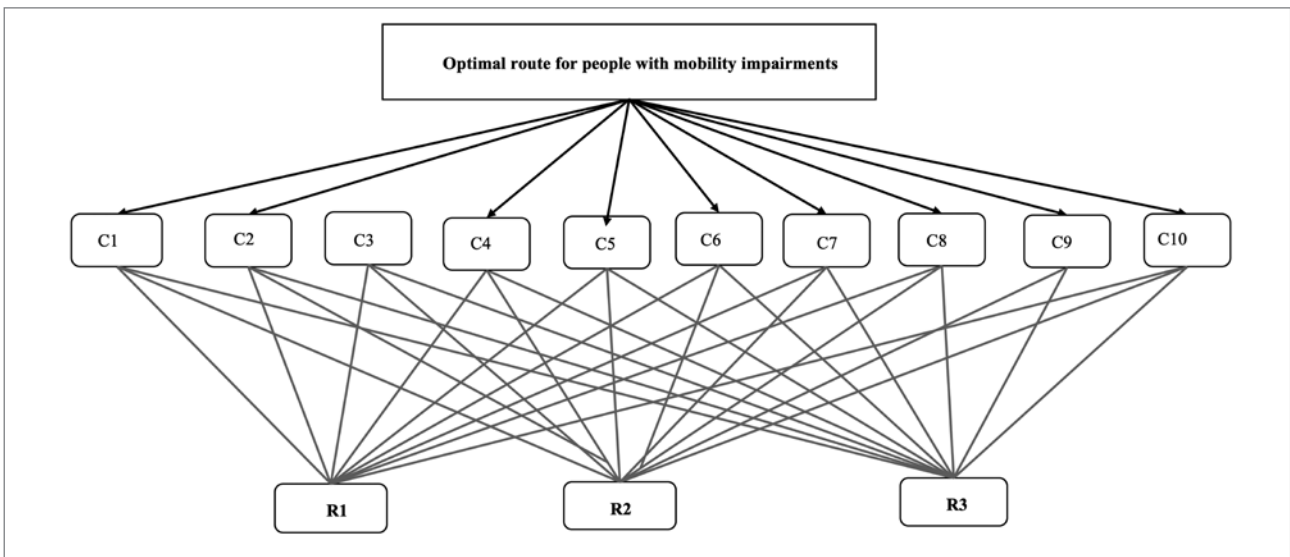 Optimal route for people with mobility impairments
C1 C2 C3 C4 C5 C6 C7 C8 C9 C10
R1 R2 R3